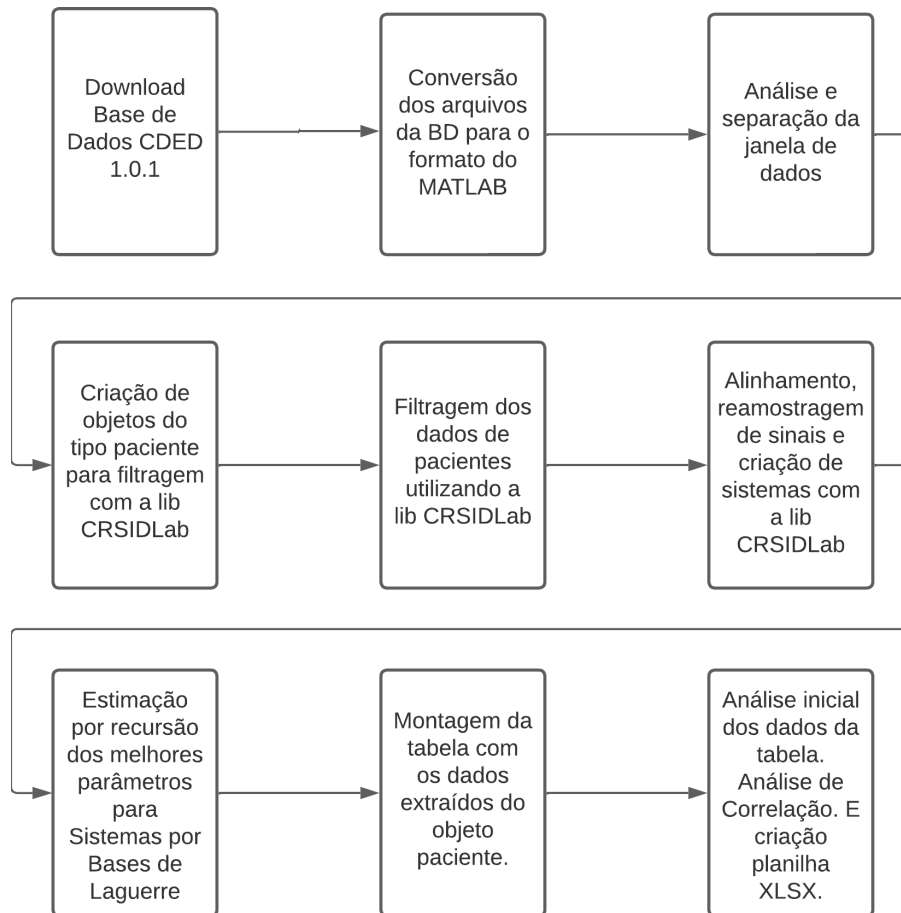 Download
Base de
Dados CDED
1.0.1
Conversão
dos arquivos
da BD para o
formato do
MATLAB
Análise e
separação da
janela de
dados
Criação de
objetos do
tipo paciente
para filtragem
com a lib
CRSIDLab
Filtragem dos
dados de
pacientes
utilizando a
lib CRSIDLab
Alinhamento,
reamostragem
de sinais e
criação de
sistemas com
a lib
CRSIDLab
Estimação
por recursão
dos melhores
parâmetros
para
Sistemas por
Bases de
Laguerre
Montagem da
tabela com
os dados
extraídos do
objeto
paciente.
Análise inicial
dos dados da
tabela.
Análise de
Correlação. E
criação
planilha
XLSX.